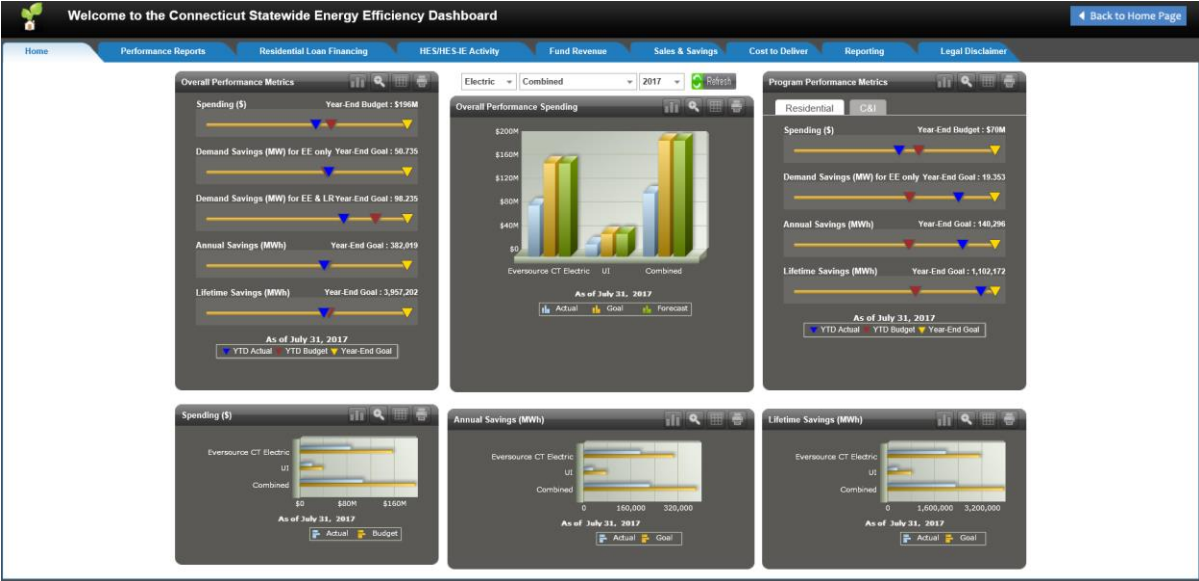 Welcome to the Connecticut Statewide Energy Efficiency Dashboard
Back to Home Page
Home
Performance Reports
Residential Loan Financing
HES/HES-IE Activity
Fund Revenue
Sales & Savings
Cost to Deliver
Reporting
Legal Disclaimer
Overall Performance Metrics
Spending ($) Year-End Budget : $196M
Demand Savings (MW) for EE only Year-End Goal : 50.735
Demand Savings (MW) for EE & LR Year-End Goal : 98.235
Annual Savings (MWh) Year-End Goal : 382,019
Lifetime Savings (MWh) Year-End Goal : 3,957,202
As of July 31, 2017
YTD Actual YTD Budget Year-End Goal
Electric Combined 2017 Refresh
Overall Performance Spending
$200M
$160M
$120M
$80M
$40M
$0
Eversource CT Electric UI Combined
As of July 31, 2017
Actual Goal Forecast
Program Performance Metrics
Residential C&I
Spending ($) Year-End Budget : $70M
Demand Savings (MW) for EE only Year-End Goal : 19.353
Annual Savings (MWh) Year-End Goal : 140,296
Lifetime Savings (MWh) Year-End Goal : 1,102,172
As of July 31, 2017
YTD Actual YTD Budget Year-End Goal
Spending ($)
Eversource CT Electric
UI
Combined
$0 $80M $160M
As of July 31, 2017
Actual Budget
Annual Savings (MWh)
Eversource CT Electric
UI
Combined
0 160,000 320,000
As of July 31, 2017
Actual Goal
Lifetime Savings (MWh)
Eversource CT Electric
UI
Combined
0 1,600,000 3,200,000
As of July 31, 2017
Actual Goal